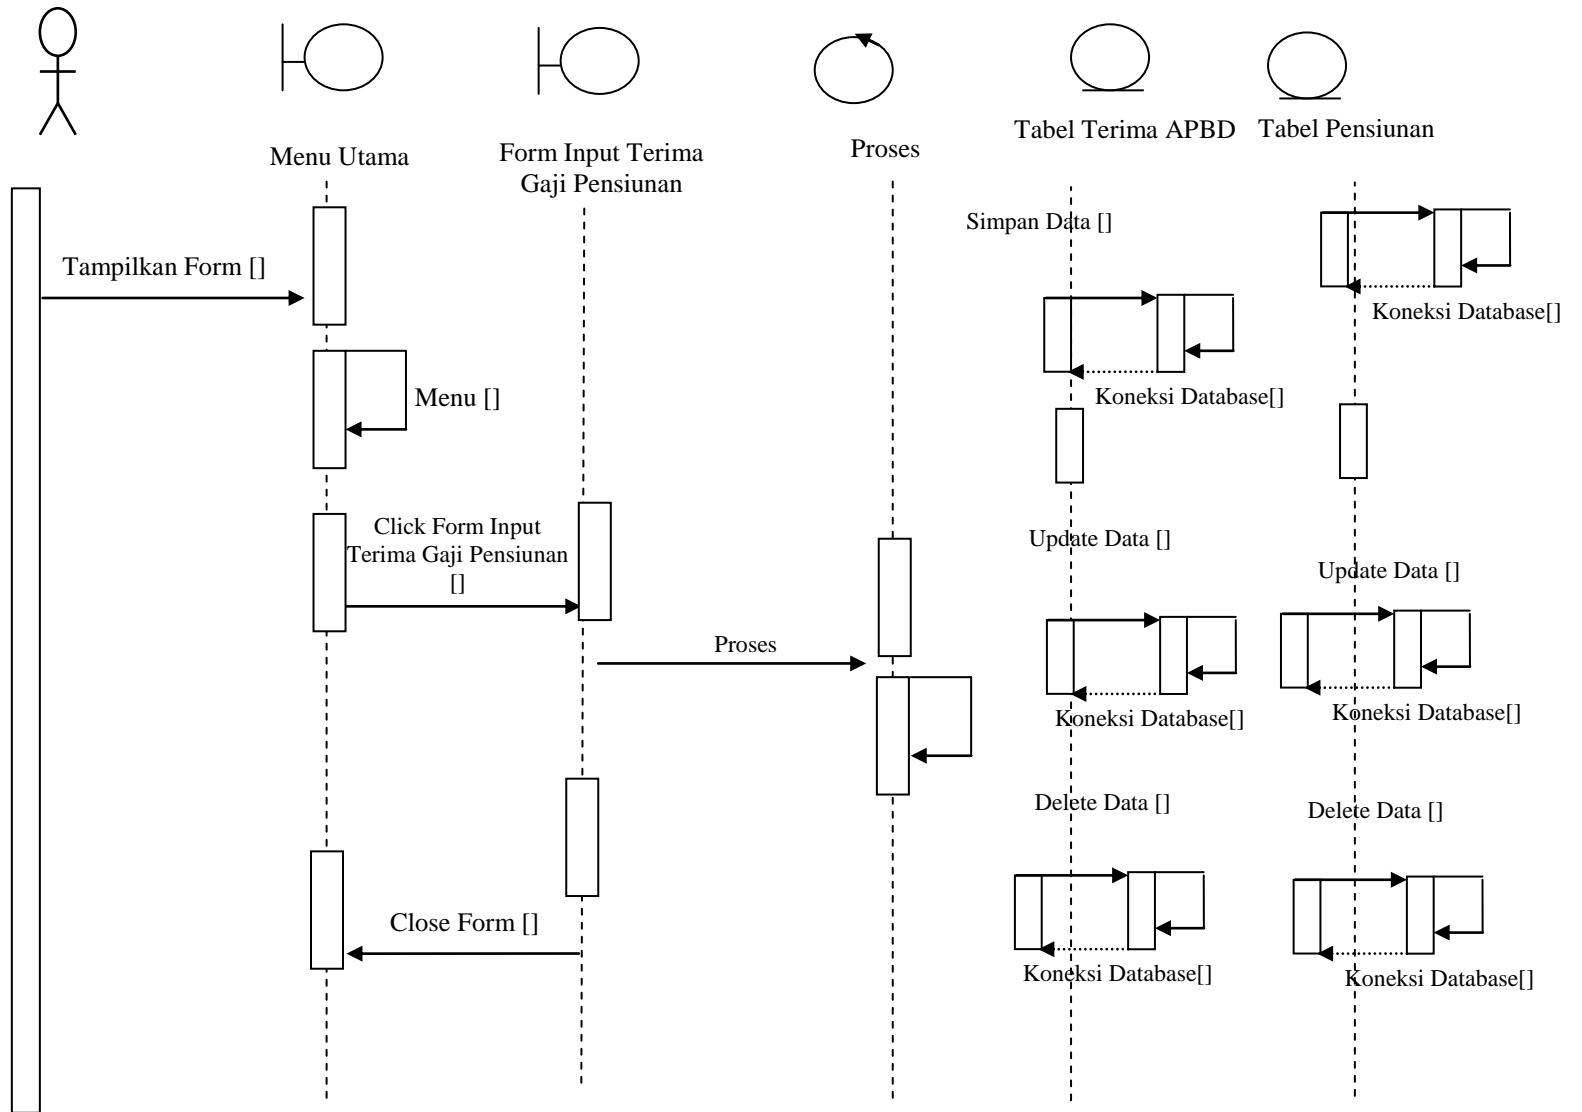 Menu Utama
Form Input Terima
Gaji Pensiunan
Proses
Tabel Terima APBD
Tabel Pensiunan
Simpan Data []
Tampilkan Form []
Koneksi Database[]
Koneksi Database[]
Menu []
Click Form Input
Terima Gaji Pensiunan
[]
Update Data []
Update Data []
Proses
Koneksi Database[]
Koneksi Database[]
Delete Data []
Delete Data []
Close Form []
Koneksi Database[]
Koneksi Database[]